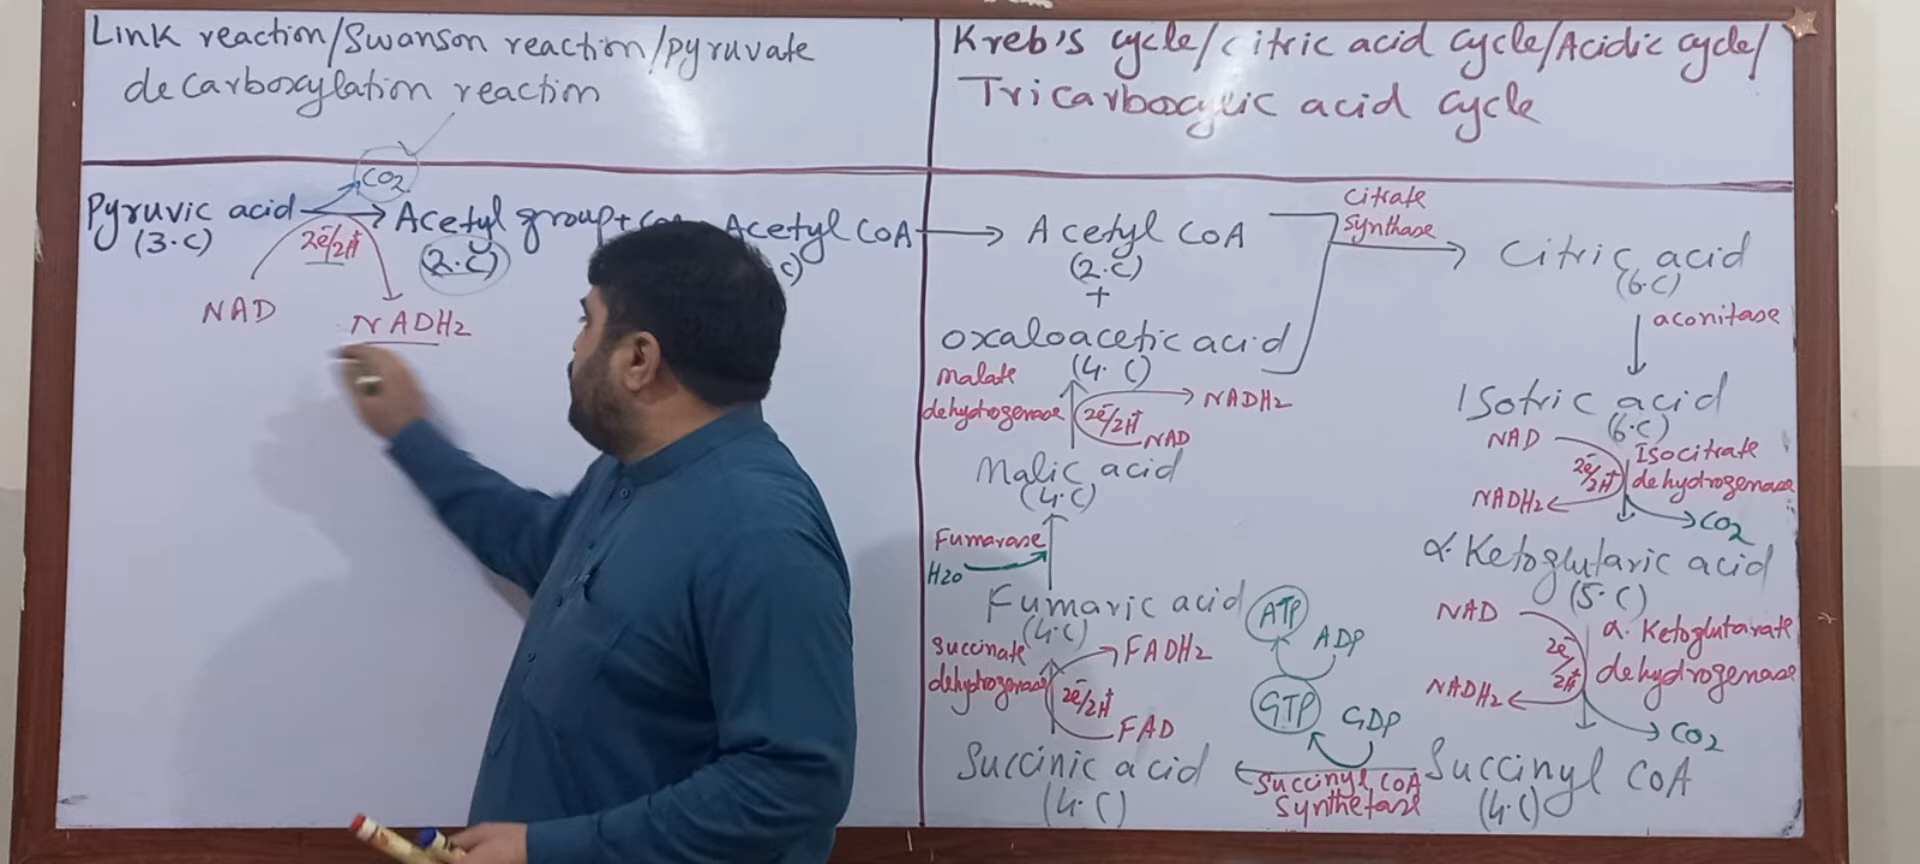 Link reaction/Swanson reaction/pyruvate
decarboxylation reaction
CO2
Pyruvic acid → Acetyl group + Acetyl CoA →
(3.C)
2e-/2H+
(2.C)
NAD
NADH2
Kreb's cycle/citric acid cycle/Acidic cycle/
Tricarboxylic acid cycle
Acetyl CoA
(2.C)
+
oxaloacetic acid
(4.C)
Citrate
synthase
Citric acid
(6.C)
aconitase
Isotric acid
(6.C)
NAD
2e-/2H+
NADH2
Isocitrate
dehydrogenase
CO2
α.Ketoglutaric acid
(5.C)
NAD
2e-/2H+
NADH2
α.Ketoglutarate
dehydrogenase
CO2
Succinyl CoA
(4.C)
Succinyl CoA
Synthetase
GDP
GTP
ADP
ATP
Succinic acid
(4.C)
Succinate
dehydrogenase
FAD
2e-/2H+
FADH2
Fumaric acid
(4.C)
Fumarase
H2o
Malic acid
(4.C)
malate
dehydrogenase
2e-/2H+
NAD
NADH2